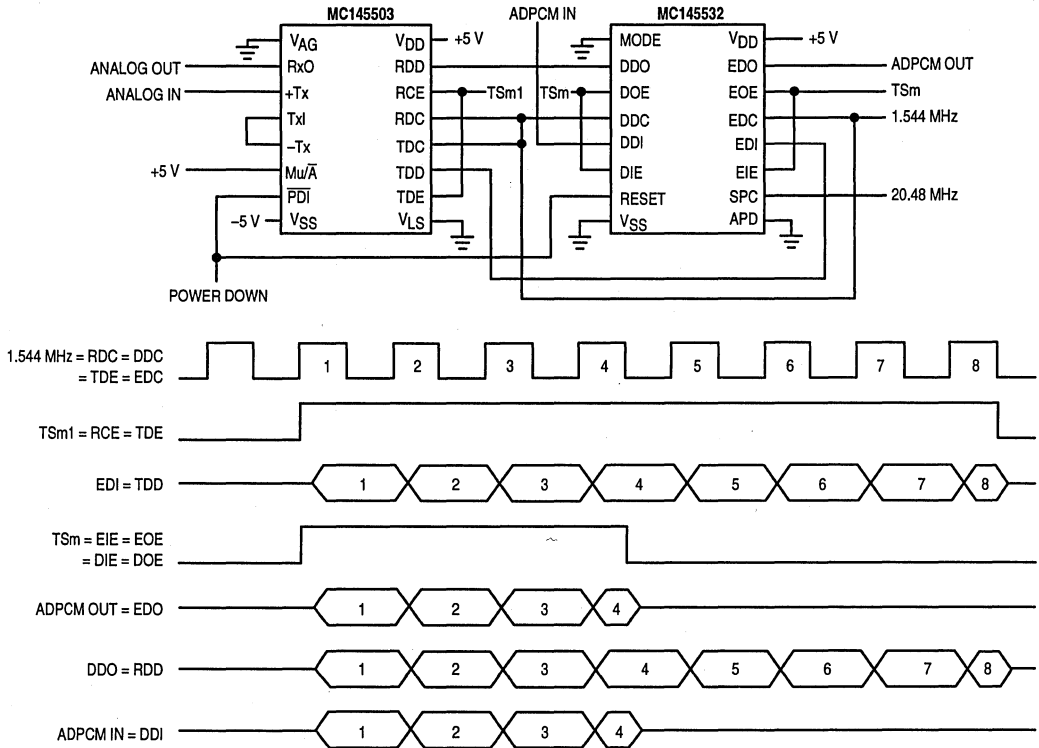 MC145503
ADPCM IN
MC145532
VAG
VDD
+5 V
MODE
VDD
+5 V
ANALOG OUT
RxO
RDD
DDO
EDO
ADPCM OUT
ANALOG IN
+Tx
RCE
TSm1
TSm
DOE
EOE
TSm
TxI
RDC
DDC
EDC
1.544 MHz
–Tx
TDC
DDI
EDI
+5 V
Mu/A
TDD
DIE
EIE
PDI
TDE
RESET
SPC
20.48 MHz
–5 V
VSS
VLS
VSS
APD
POWER DOWN
1.544 MHz = RDC = DDC
= TDE = EDC
1 2 3 4 5 6 7 8
TSm1 = RCE = TDE
EDI = TDD
1 2 3 4 5 6 7 8
TSm = EIE = EOE
= DIE = DOE
ADPCM OUT = EDO
1 2 3 4
DDO = RDD
1 2 3 4 5 6 7 8
ADPCM IN = DDI
1 2 3 4